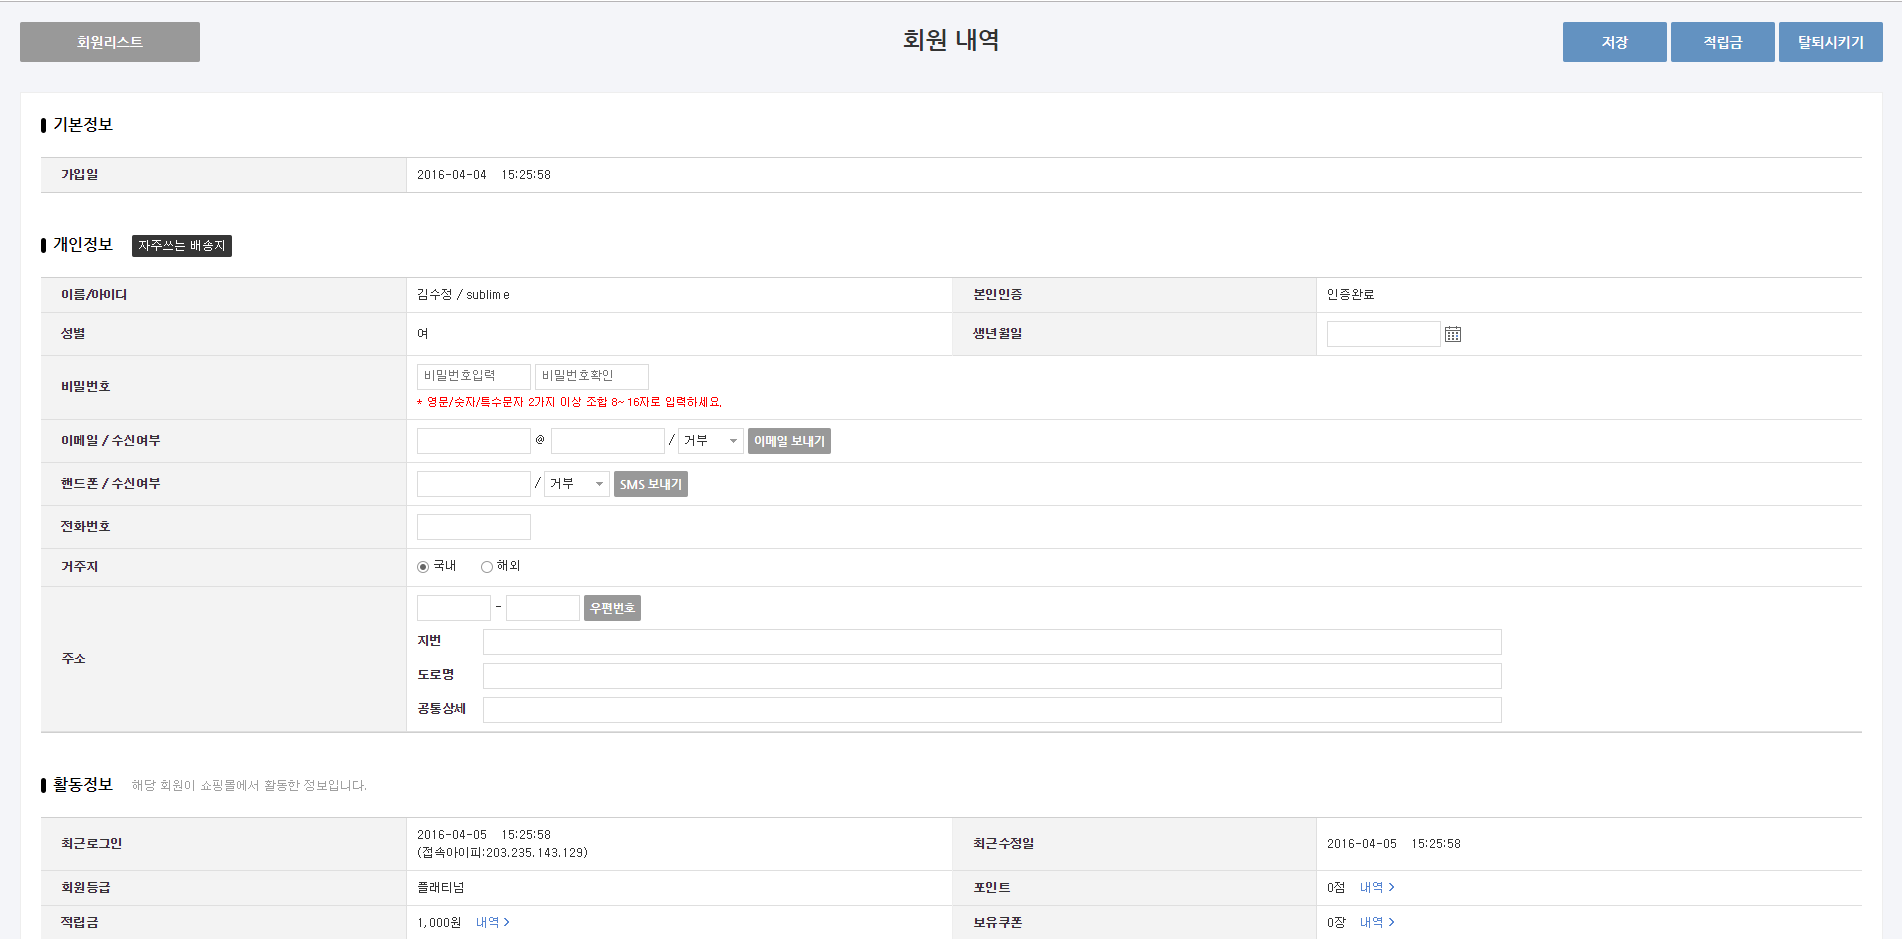 회원리스트
회원 내역
저장
적립금
탈퇴시키기
기본정보
가입일
2016-04-04 15:25:58
개인정보
자주쓰는 배송지
이름/아이디
김수정 / sublime
본인인증
인증완료
성별
여
생년월일
비밀번호
비밀번호입력
비밀번호확인
* 영문/숫자/특수문자 2가지 이상 조합 8~16자로 입력하세요.
이메일 / 수신여부
@
/
거부
이메일 보내기
핸드폰 / 수신여부
/
거부
SMS 보내기
전화번호
거주지
국내
해외
주소
-
우편번호
지번
도로명
공통상세
활동정보
해당 회원이 쇼핑몰에서 활동한 정보입니다.
최근로그인
2016-04-05 15:25:58
(접속아이피:203.235.143.129)
최근수정일
2016-04-05 15:25:58
회원등급
플래티넘
포인트
0점 내역 >
적립금
1,000원 내역 >
보유쿠폰
0장 내역 >